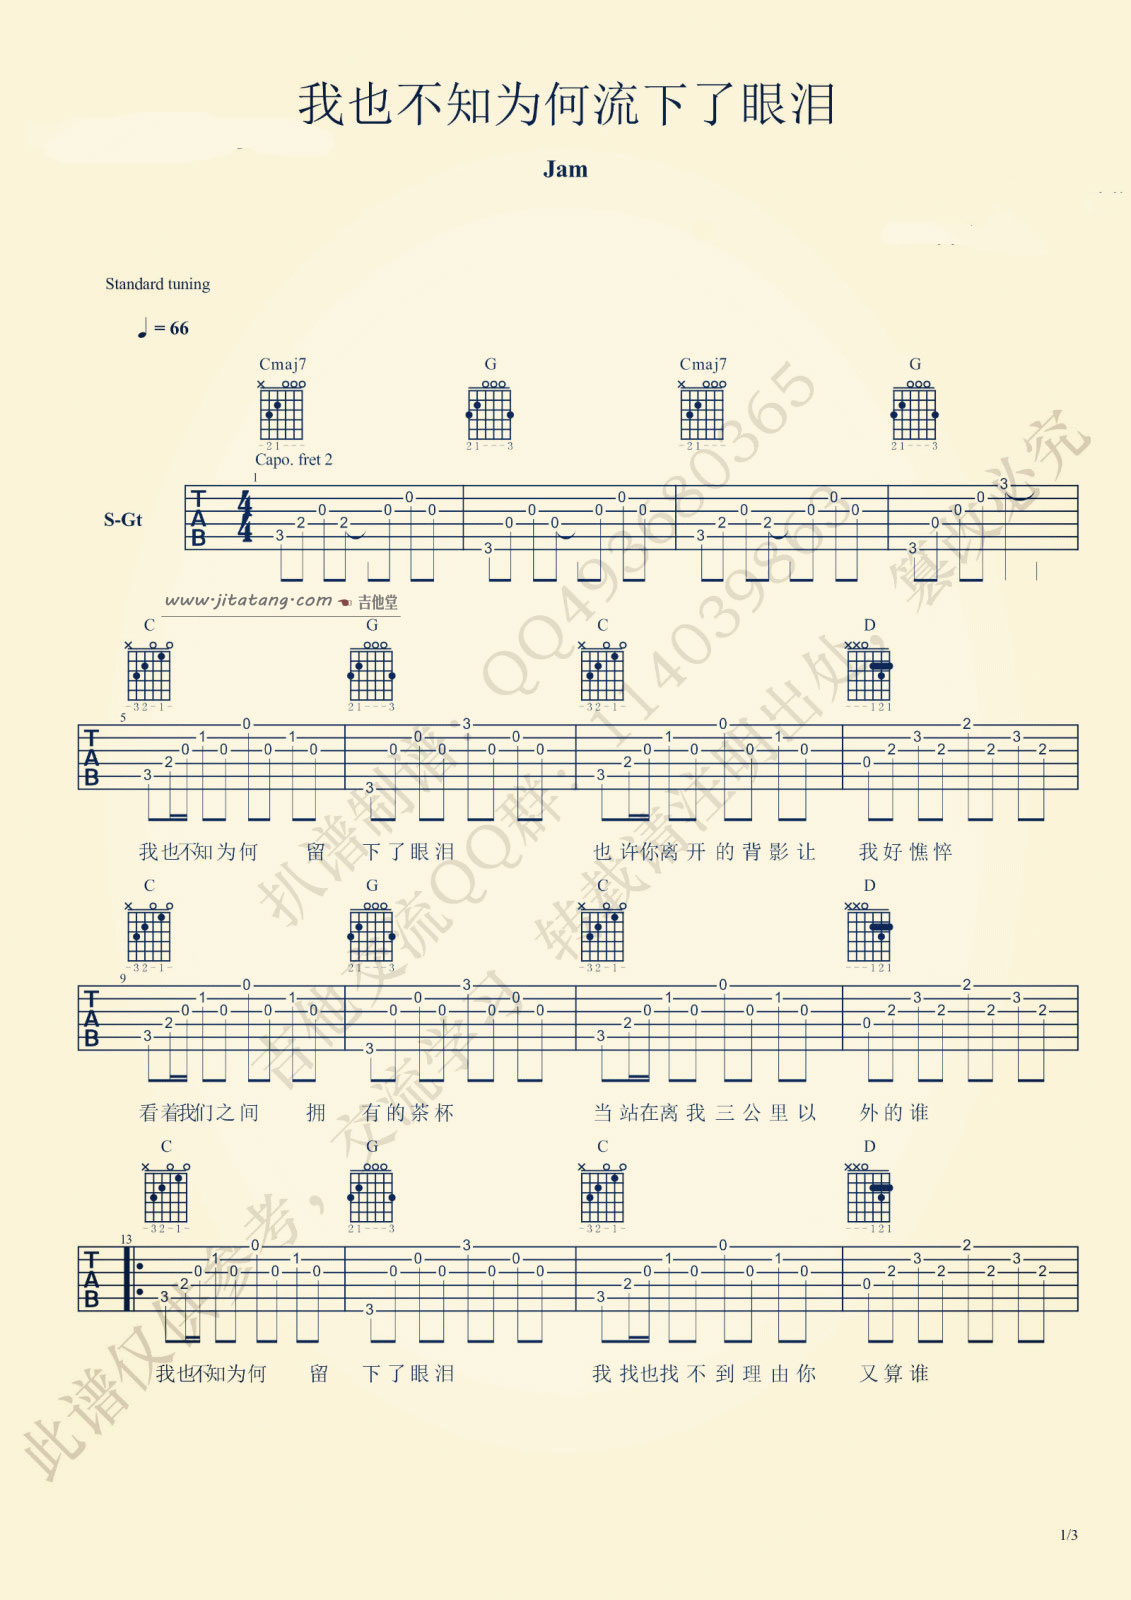 我也不知为何流下了眼泪
Jam
Standard tuning
♩ = 66
Cmaj7 G Cmaj7 G
Capo. fret 2
S-Gt
www.jitatang.com 吉他堂
C G C D
我也不知为何 留 下了眼泪 也许你离开的背影让 我好憔悴
C G C D
看着我们之间 拥 有的茶杯 当站在离我三公里以 外的谁
C G C D
我也不知为何 留 下了眼泪 我找也找不到理由你 又算谁
扒谱制谱：QQ493680365
吉他交流QQ群：114039863
此谱仅供参考，交流学习 转载请注明出处，篡改必究
1/3